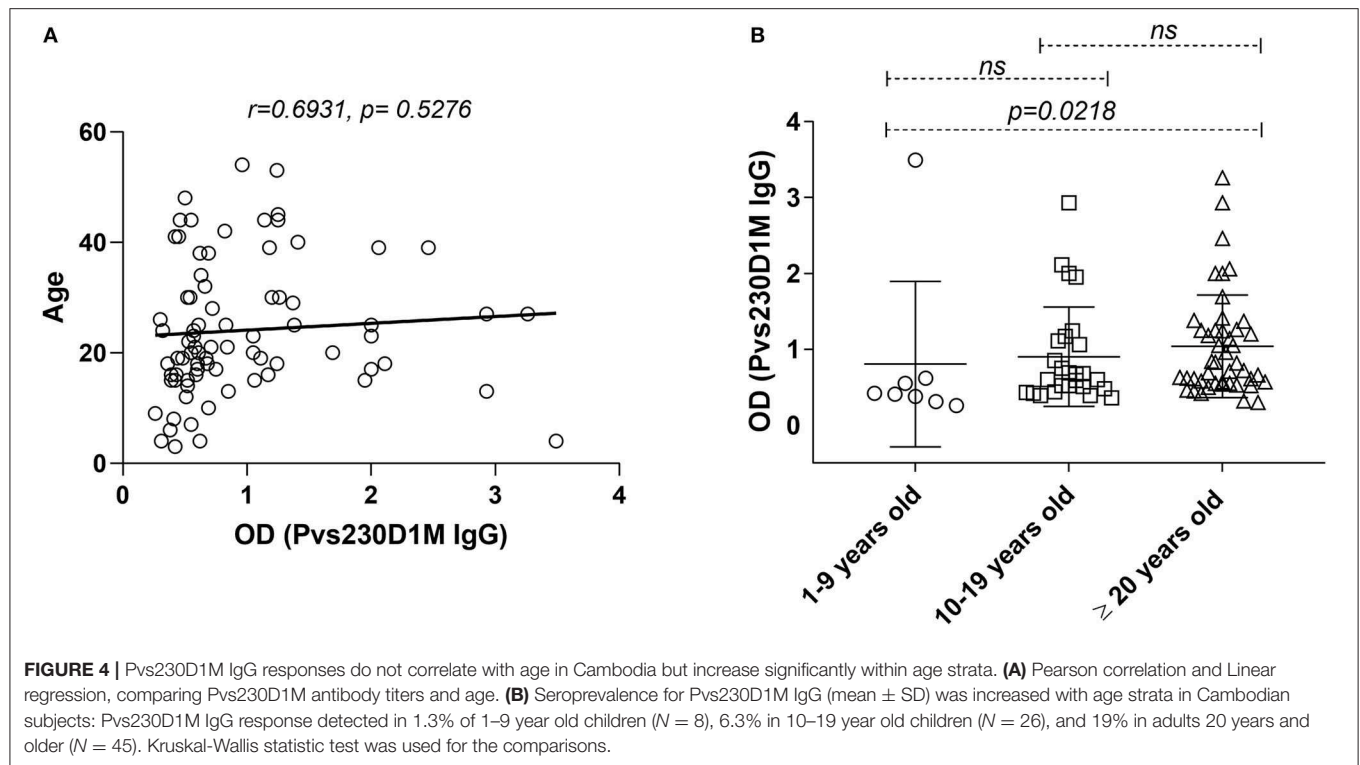 A
r=0.6931, p= 0.5276
60
40
20
0
Age
0 1 2 3 4
OD (Pvs230D1M IgG)
B
ns
ns
p=0.0218
4
3
2
1
0
OD (Pvs230D1M IgG)
1-9 years old
10-19 years old
≥ 20 years old
FIGURE 4 | Pvs230D1M IgG responses do not correlate with age in Cambodia but increase significantly within age strata. (A) Pearson correlation and Linear
regression, comparing Pvs230D1M antibody titers and age. (B) Seroprevalence for Pvs230D1M IgG (mean ± SD) was increased with age strata in Cambodian
subjects: Pvs230D1M IgG response detected in 1.3% of 1–9 year old children (N = 8), 6.3% in 10–19 year old children (N = 26), and 19% in adults 20 years and
older (N = 45). Kruskal-Wallis statistic test was used for the comparisons.